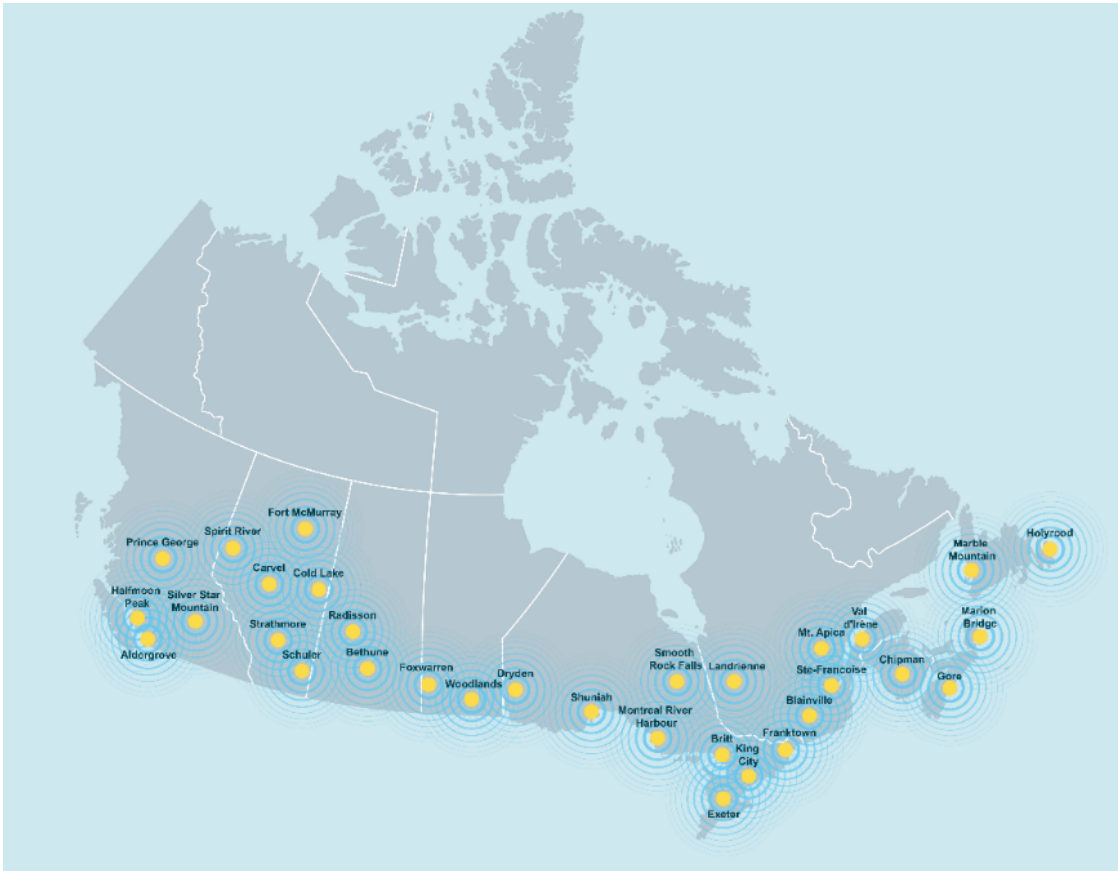 Fort McMurray
Spirit River
Prince George
Carvel
Cold Lake
Halfmoon
Peak
Silver Star
Mountain
Aldergrove
Strathmore
Radisson
Schuler
Bethune
Foxwarren
Woodlands
Dryden
Shuniah
Smooth
Rock Falls
Landrienne
Montreal River
Harbour
Britt
King
City
Exeter
Franktown
Blainville
Ste-Francoise
Mt. Apica
Val
d'Irène
Chipman
Gore
Marion
Bridge
Marble
Mountain
Holyrood